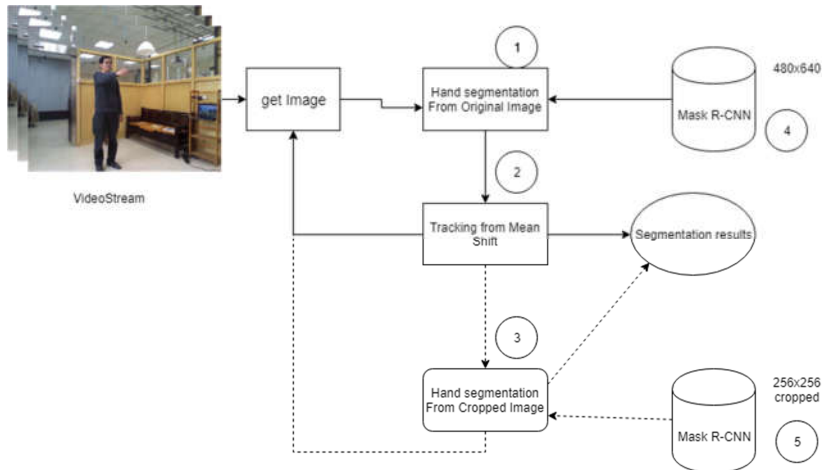 1
480x640
get Image
Hand segmentation
From Original Image
Mask R-CNN
4
2
VideoStream
Tracking from Mean
Shift
Segmentation results
3
256x256
cropped
Hand segmentation
From Cropped Image
Mask R-CNN
5